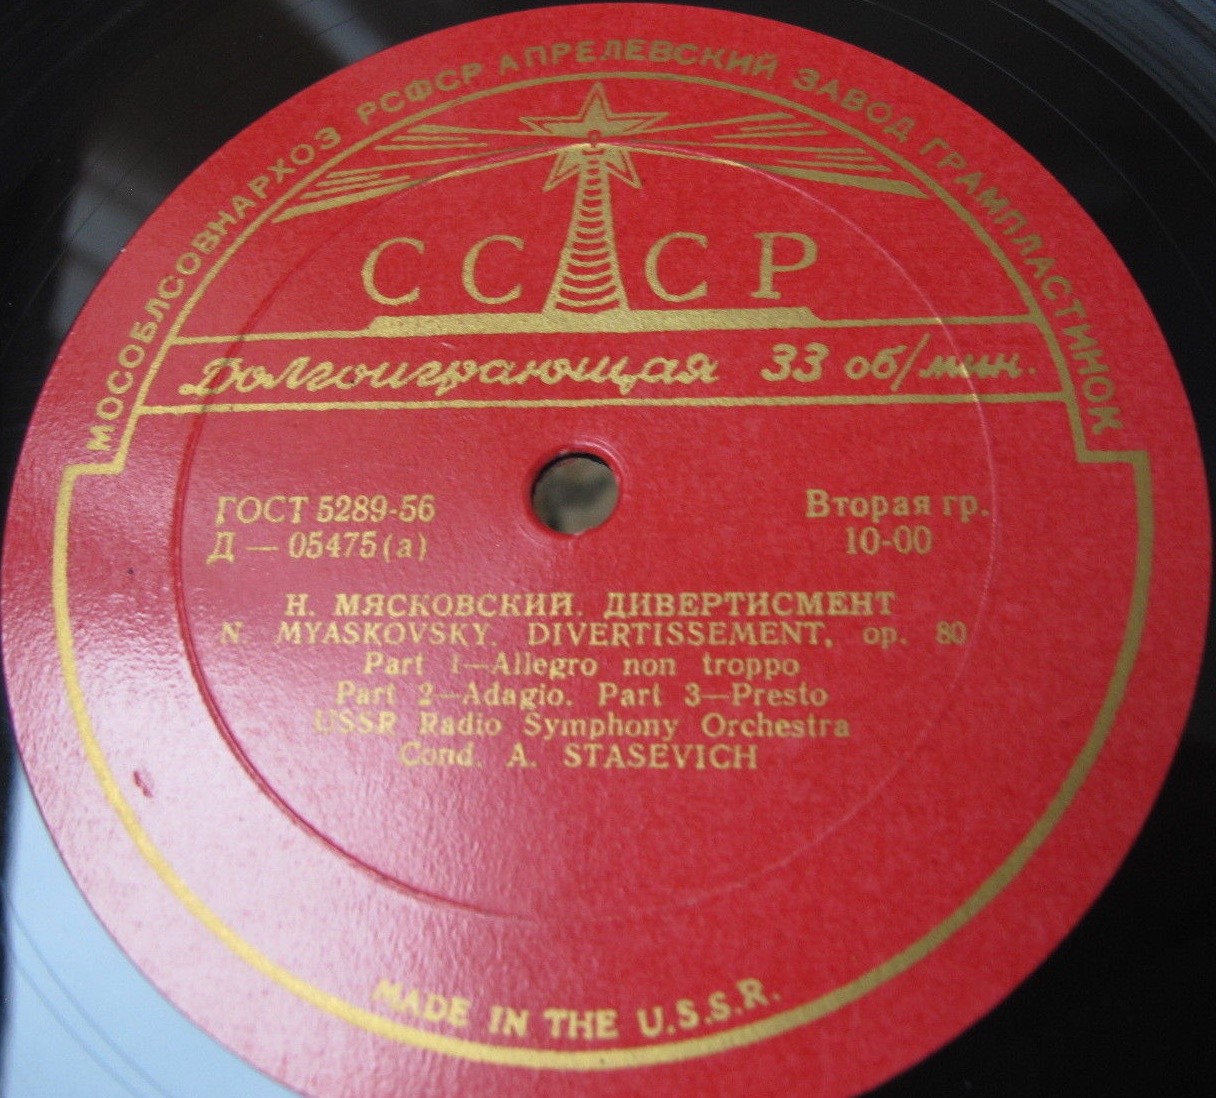 МОСОБЛСОВНАРХОЗ РСФСР АПРЕЛЕВСКИЙ ЗАВОД ГРАМПЛАСТИНОК
СССР
Долгоиграющая 33 об/мин.
ГОСТ 5289-56
Д — 05475(а)
Вторая гр.
10-00
Н. МЯСКОВСКИЙ. ДИВЕРТИСМЕНТ
N MYASKOVSKY. DIVERTISSEMENT, op. 80
Part 1—Allegro non troppo
Part 2—Adagio. Part 3—Presto
USSR Radio Symphony Orchestra
Cond. A. STASEVICH
MADE IN THE U.S.S.R.